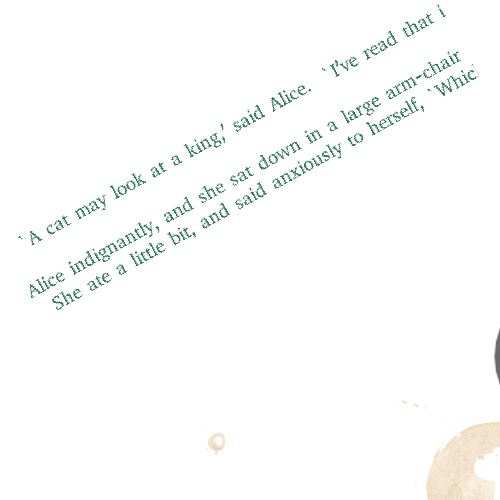 `A cat may look at a king,' said Alice. `I've read that i
Alice indignantly, and she sat down in a large arm-chair
She ate a little bit, and said anxiously to herself, `Whic